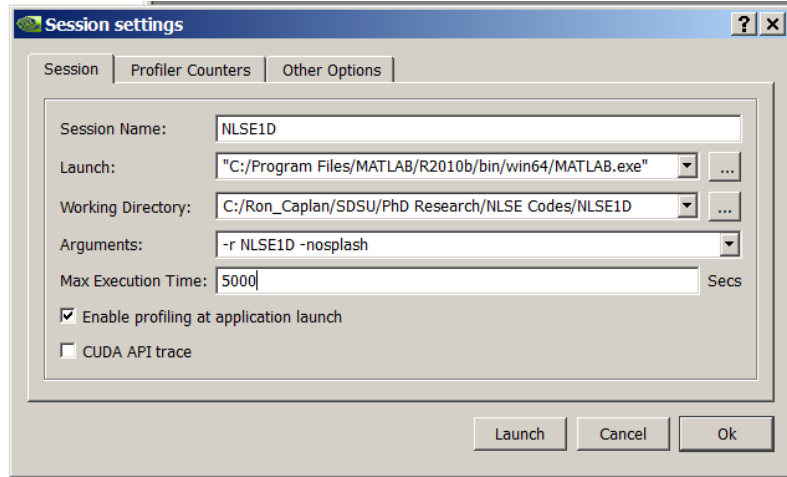 Session settings
Session Profiler Counters Other Options
Session Name: NLSE1D
Launch: "C:/Program Files/MATLAB/R2010b/bin/win64/MATLAB.exe" ...
Working Directory: C:/Ron_Caplan/SDSU/PhD Research/NLSE Codes/NLSE1D ...
Arguments: -r NLSE1D -nosplash
Max Execution Time: 5000 Secs
Enable profiling at application launch
CUDA API trace
Launch Cancel Ok